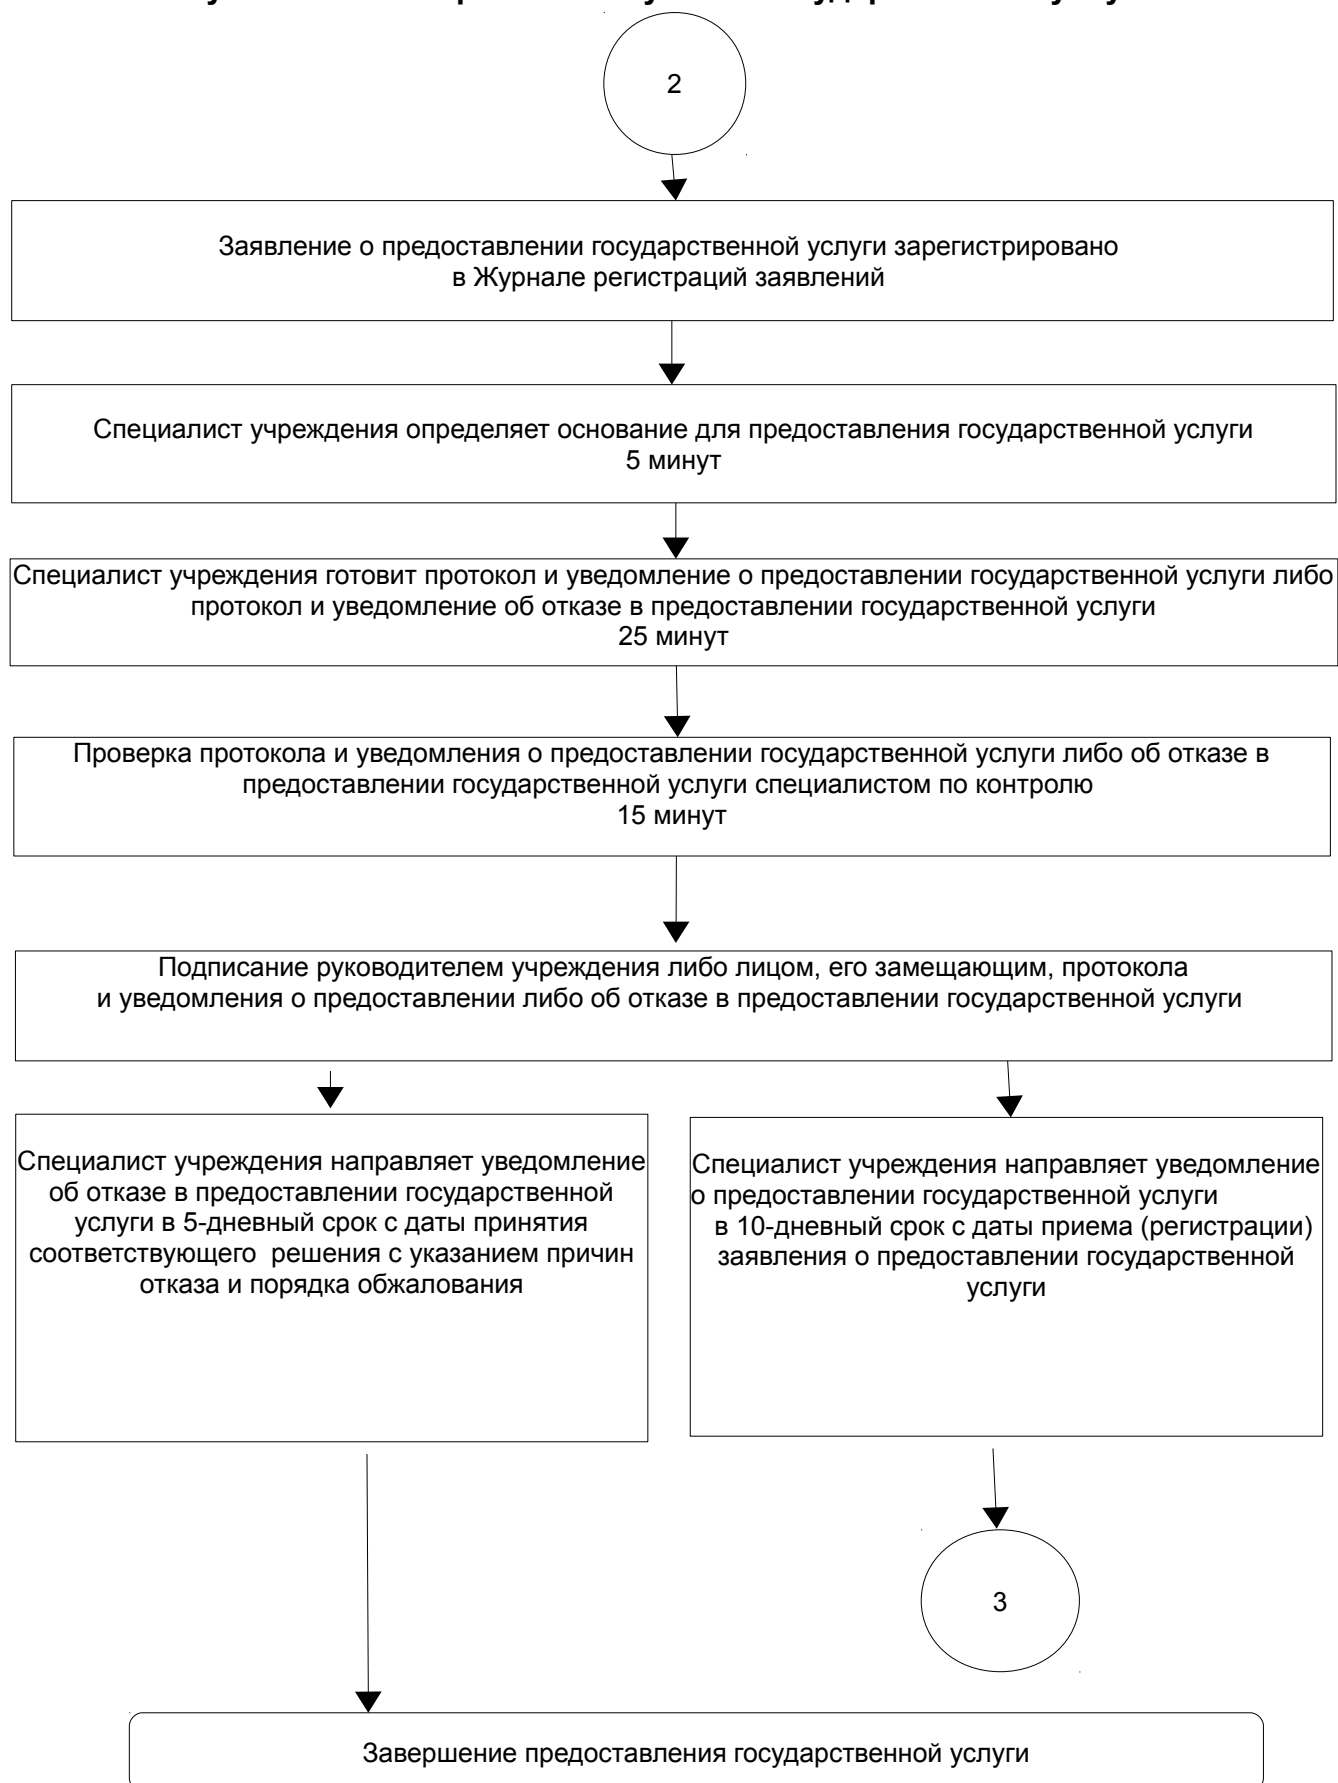 2
Заявление о предоставлении государственной услуги зарегистрировано
в Журнале регистраций заявлений
Специалист учреждения определяет основание для предоставления государственной услуги
5 минут
Специалист учреждения готовит протокол и уведомление о предоставлении государственной услуги либо
протокол и уведомление об отказе в предоставлении государственной услуги
25 минут
Проверка протокола и уведомления о предоставлении государственной услуги либо об отказе в
предоставлении государственной услуги специалистом по контролю
15 минут
Подписание руководителем учреждения либо лицом, его замещающим, протокола
и уведомления о предоставлении либо об отказе в предоставлении государственной услуги
Специалист учреждения направляет уведомление
об отказе в предоставлении государственной
услуги в 5-дневный срок с даты принятия
соответствующего решения с указанием причин
отказа и порядка обжалования
Специалист учреждения направляет уведомление
о предоставлении государственной услуги
в 10-дневный срок с даты приема (регистрации)
заявления о предоставлении государственной
услуги
3
Завершение предоставления государственной услуги